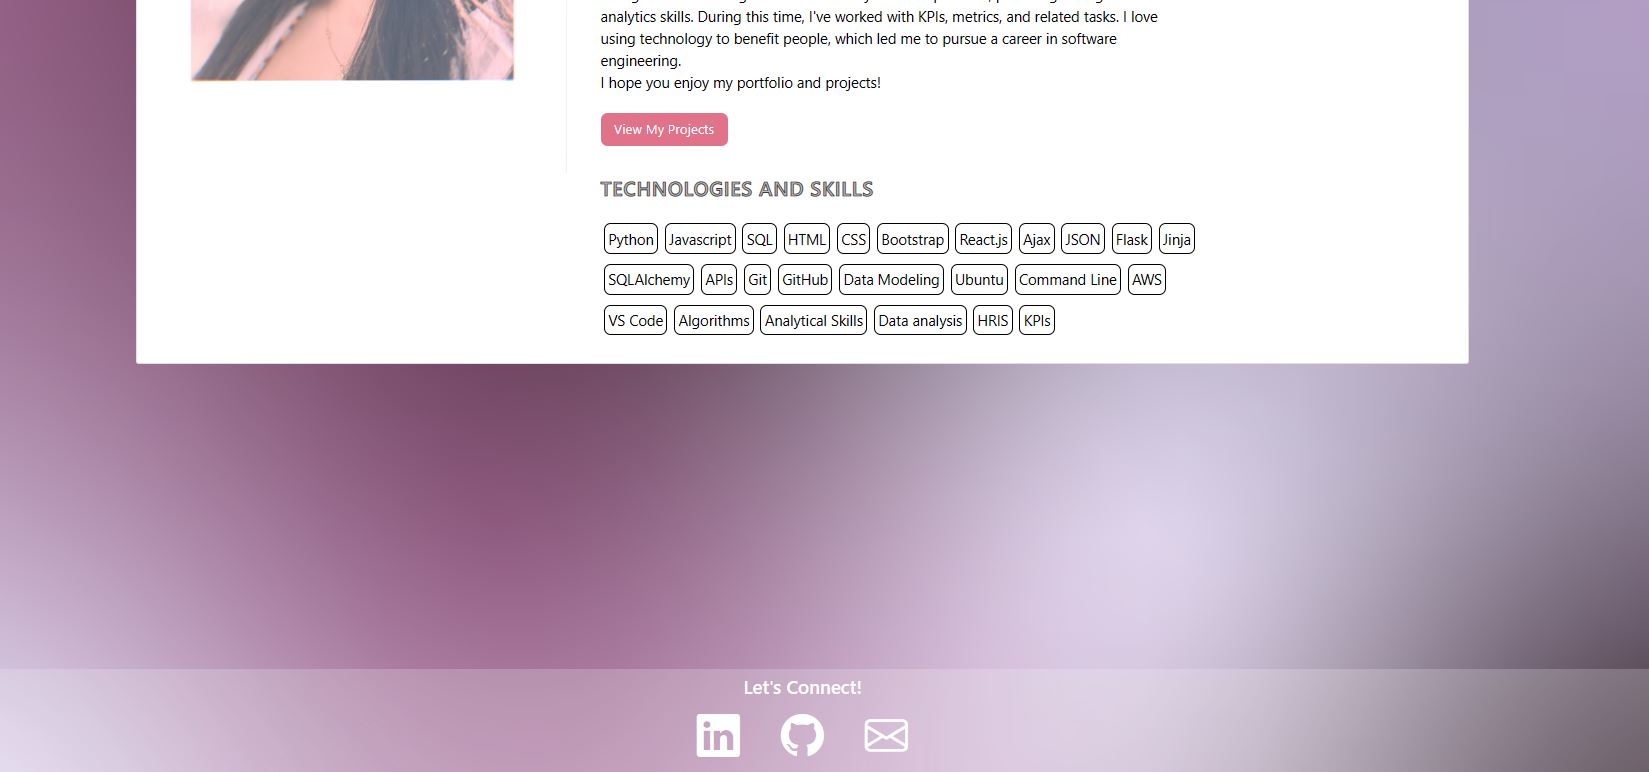 analytics skills. During this time, I've worked with KPIs, metrics, and related tasks. I love
using technology to benefit people, which led me to pursue a career in software
engineering.
I hope you enjoy my portfolio and projects!
View My Projects
TECHNOLOGIES AND SKILLS
Python Javascript SQL HTML CSS Bootstrap React.js Ajax JSON Flask Jinja
SQLAlchemy APIs Git GitHub Data Modeling Ubuntu Command Line AWS
VS Code Algorithms Analytical Skills Data analysis HRIS KPIs
Let's Connect!
in